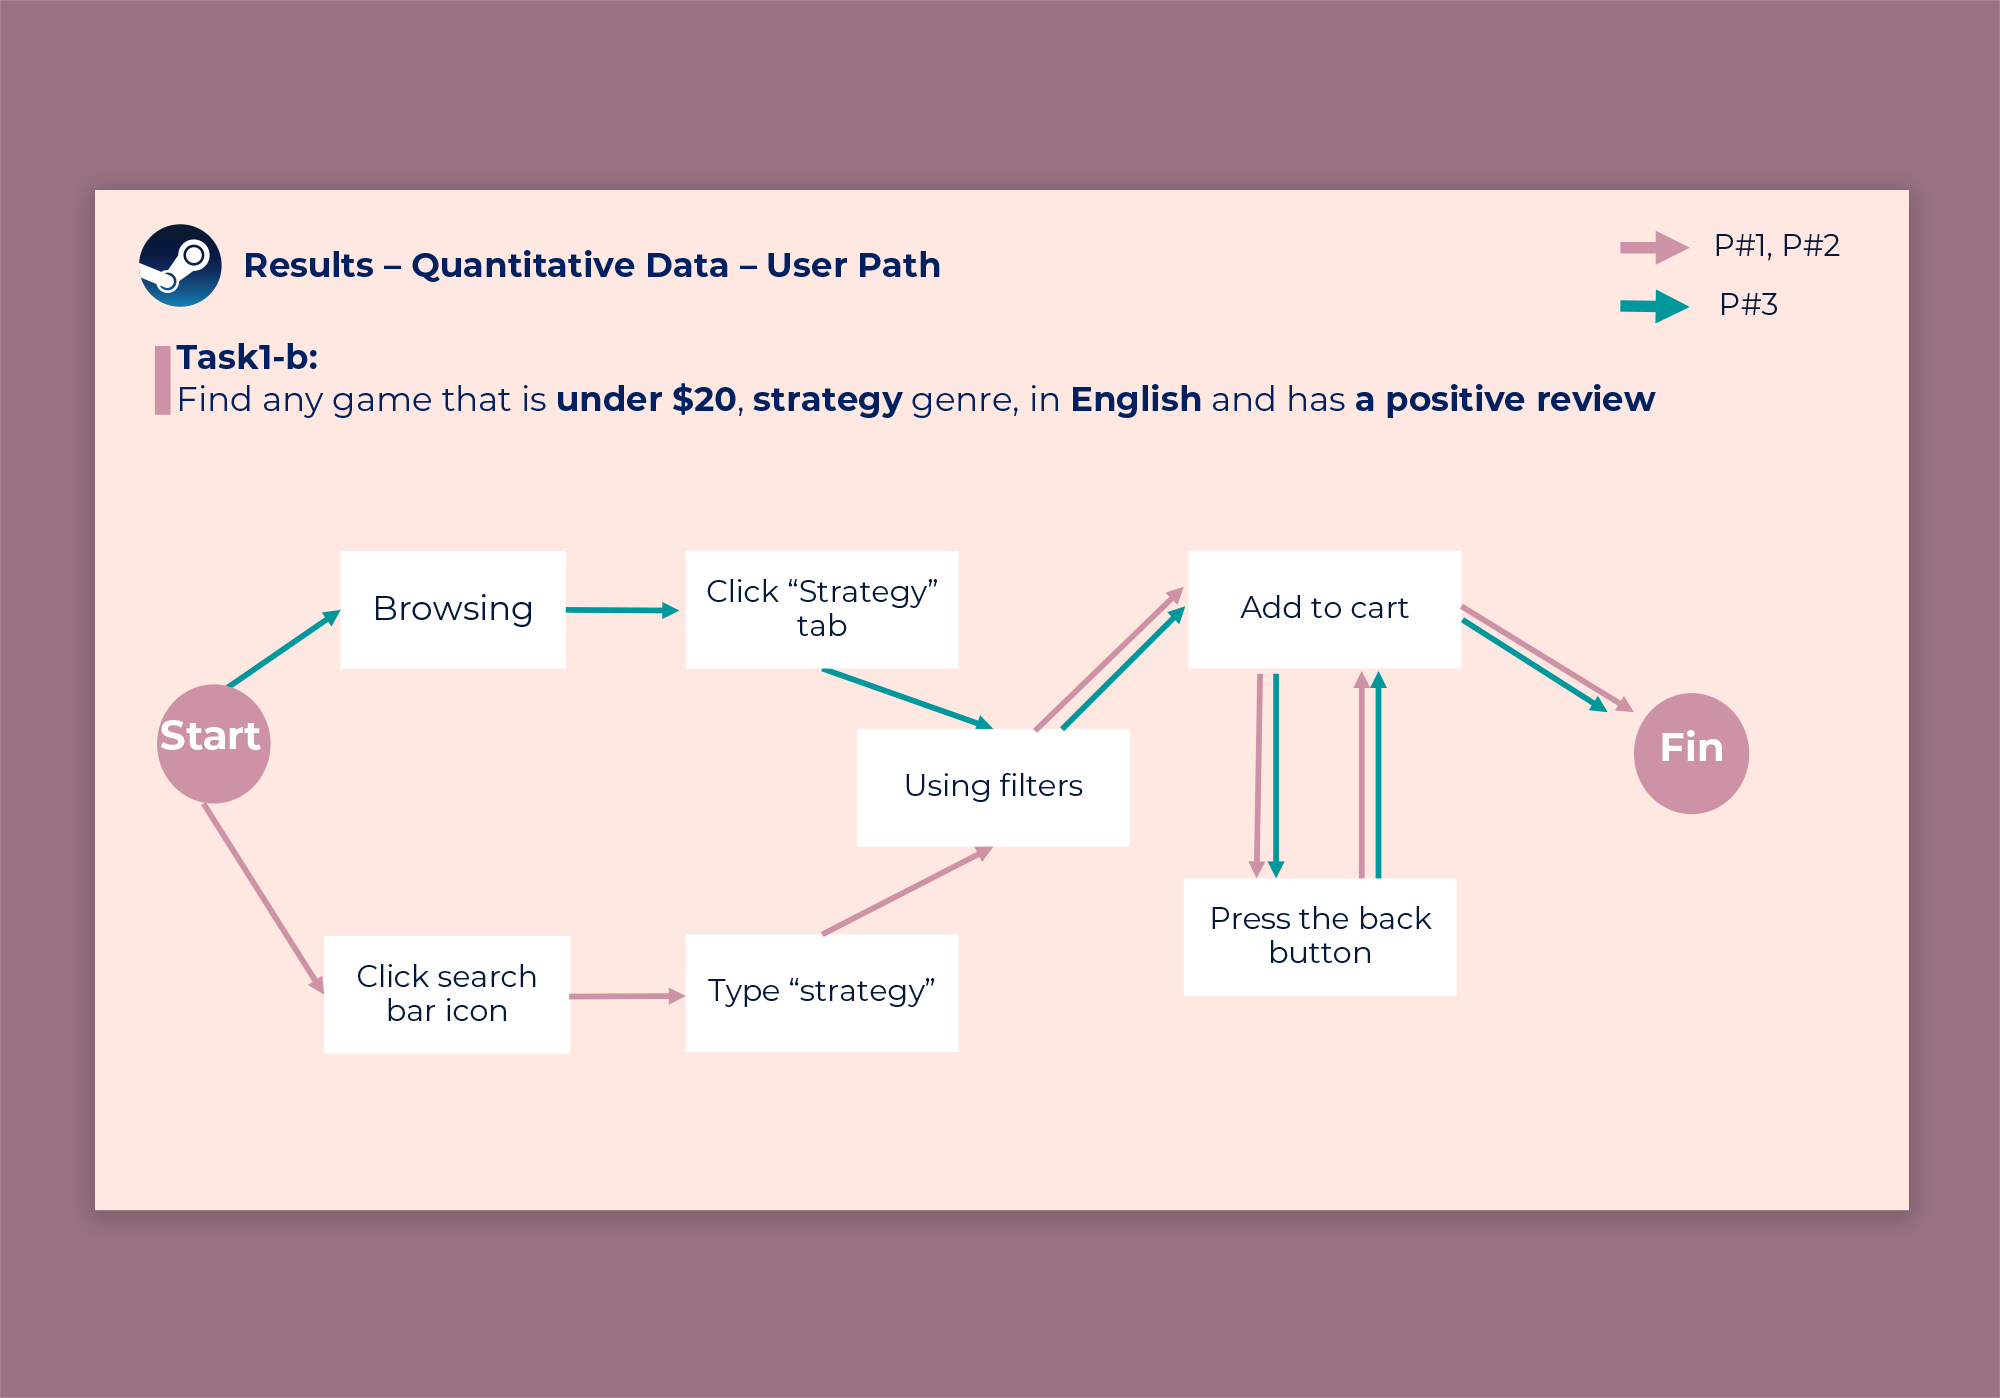 Results – Quantitative Data – User Path
P#1, P#2
P#3
Task1-b:
Find any game that is under $20, strategy genre, in English and has a positive review
Browsing
Click “Strategy”
tab
Add to cart
Start
Using filters
Fin
Click search
bar icon
Type “strategy”
Press the back
button